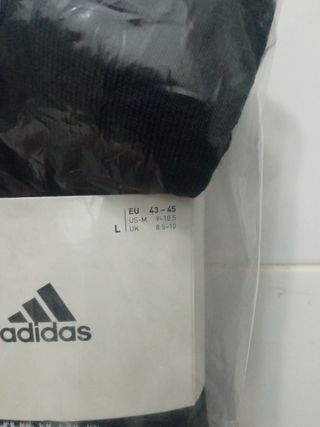 EU 43 – 45
US-M 9-10.5
L UK 8.5-10
adidas